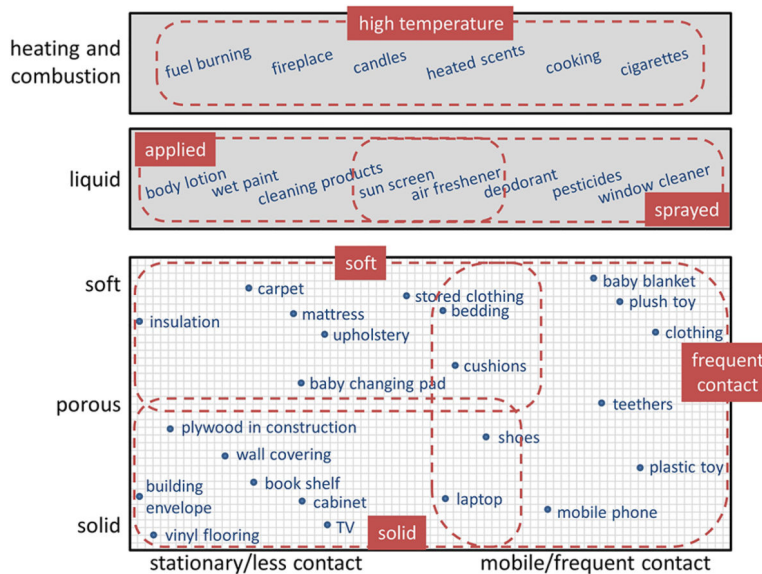 high temperature
heating and
combustion
fuel burning
fireplace
candles
heated scents
cooking
cigarettes
applied
liquid
body lotion
wet paint
cleaning products
sun screen
air freshener
deodorant
pesticides
window cleaner
sprayed
soft
soft
carpet
stored clothing
baby blanket
insulation
mattress
bedding
plush toy
upholstery
clothing
cushions
frequent
contact
baby changing pad
porous
teethers
plywood in construction
shoes
wall covering
plastic toy
building
envelope
book shelf
cabinet
laptop
mobile phone
solid
vinyl flooring
TV
solid
stationary/less contact
mobile/frequent contact